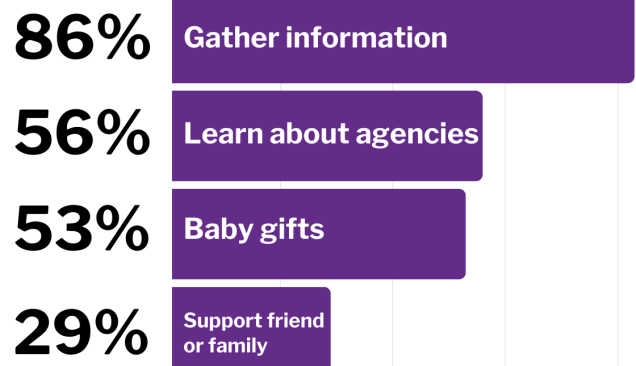 86% Gather information
56% Learn about agencies
53% Baby gifts
29% Support friend
or family